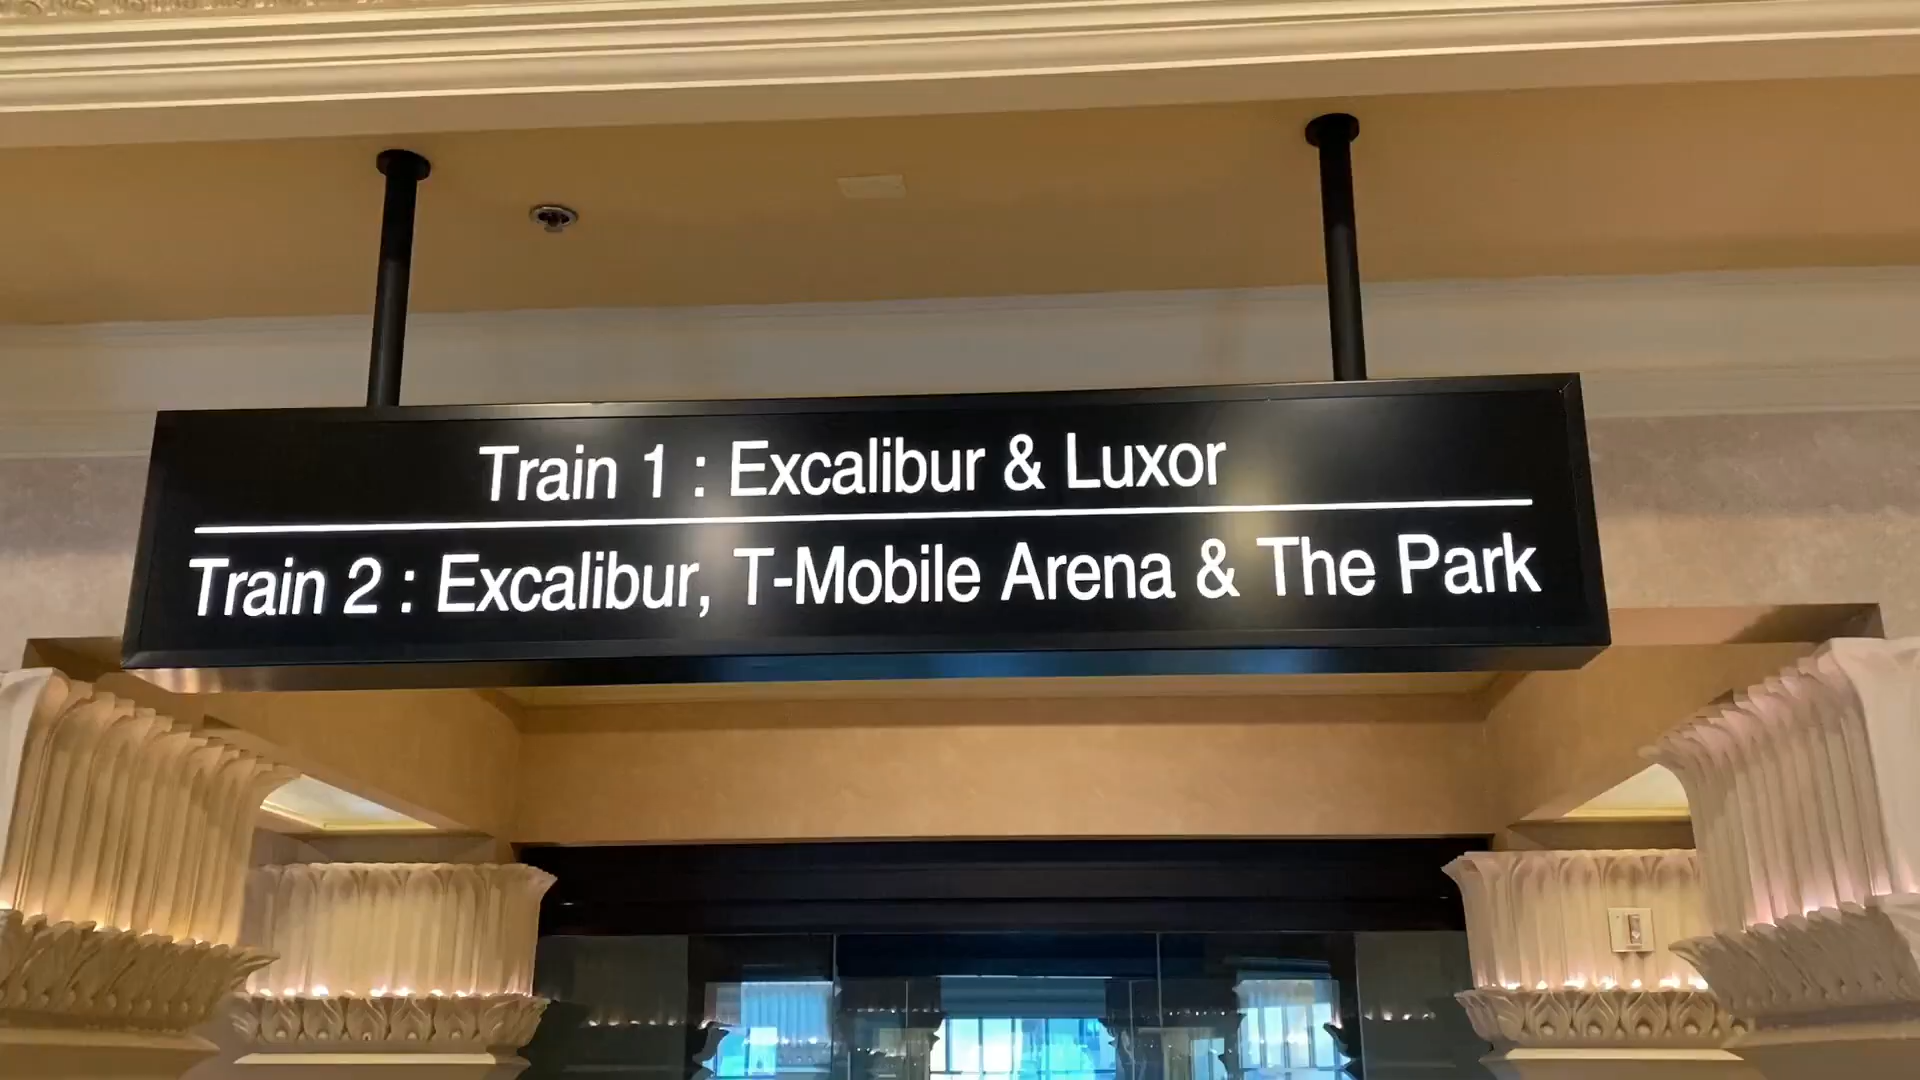 Train 1 : Excalibur & Luxor
Train 2 : Excalibur, T-Mobile Arena & The Park